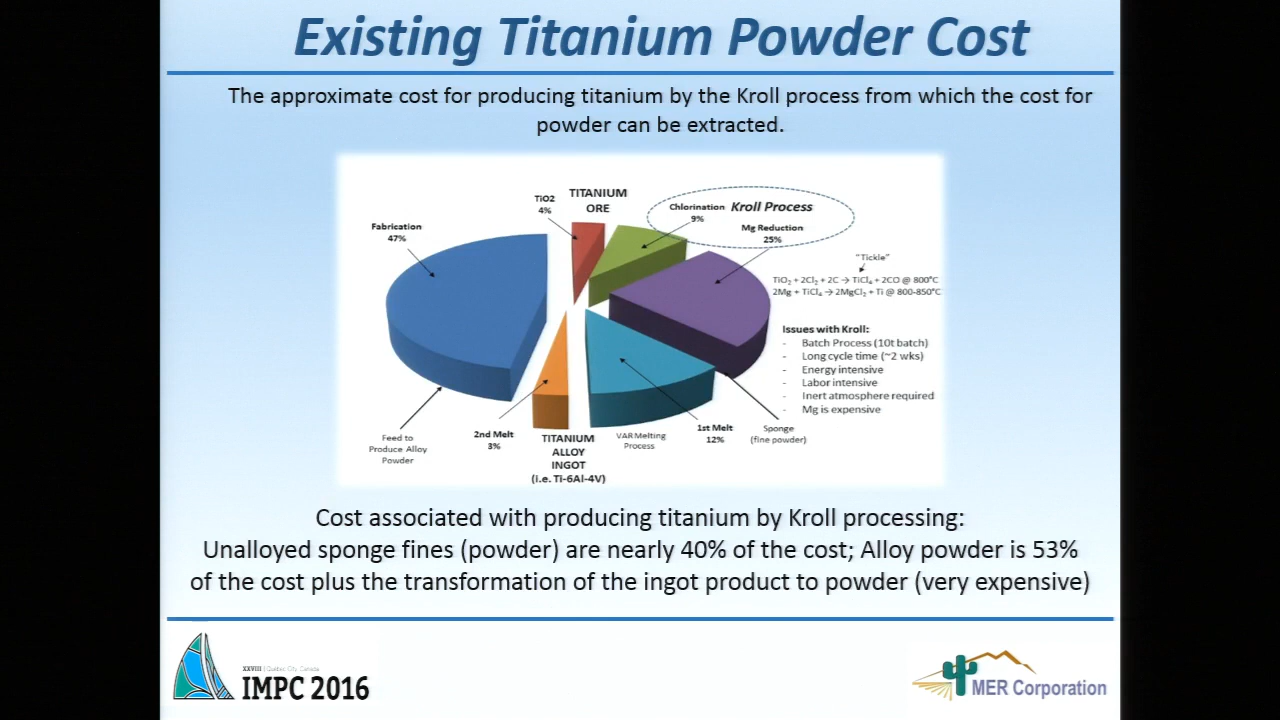 Existing Titanium Powder Cost
The approximate cost for producing titanium by the Kroll process from which the cost for
powder can be extracted.
TITANIUM
ORE
TiO2
4%
Chlorination
9%
Kroll Process
Mg Reduction
25%
Fabrication
47%
"Tickle"
TiO₂ + 2Cl₂ + 2C → TiCl₄ + 2CO @ 800°C
2Mg + TiCl₄ → 2MgCl₂ + Ti @ 800-850°C
Issues with Kroll:
- Batch Process (10t batch)
- Long cycle time (~2 wks)
- Energy intensive
- Labor intensive
- Inert atmosphere required
- Mg is expensive
Feed to
Produce Alloy
Powder
2nd Melt
3%
TITANIUM
ALLOY
INGOT
(i.e. Ti-6Al-4V)
VAR Melting
Process
1st Melt
12%
Sponge
(fine powder)
Cost associated with producing titanium by Kroll processing:
Unalloyed sponge fines (powder) are nearly 40% of the cost; Alloy powder is 53%
of the cost plus the transformation of the ingot product to powder (very expensive)
XXVIII | Quebec City, Canada
IMPC 2016
MER Corporation